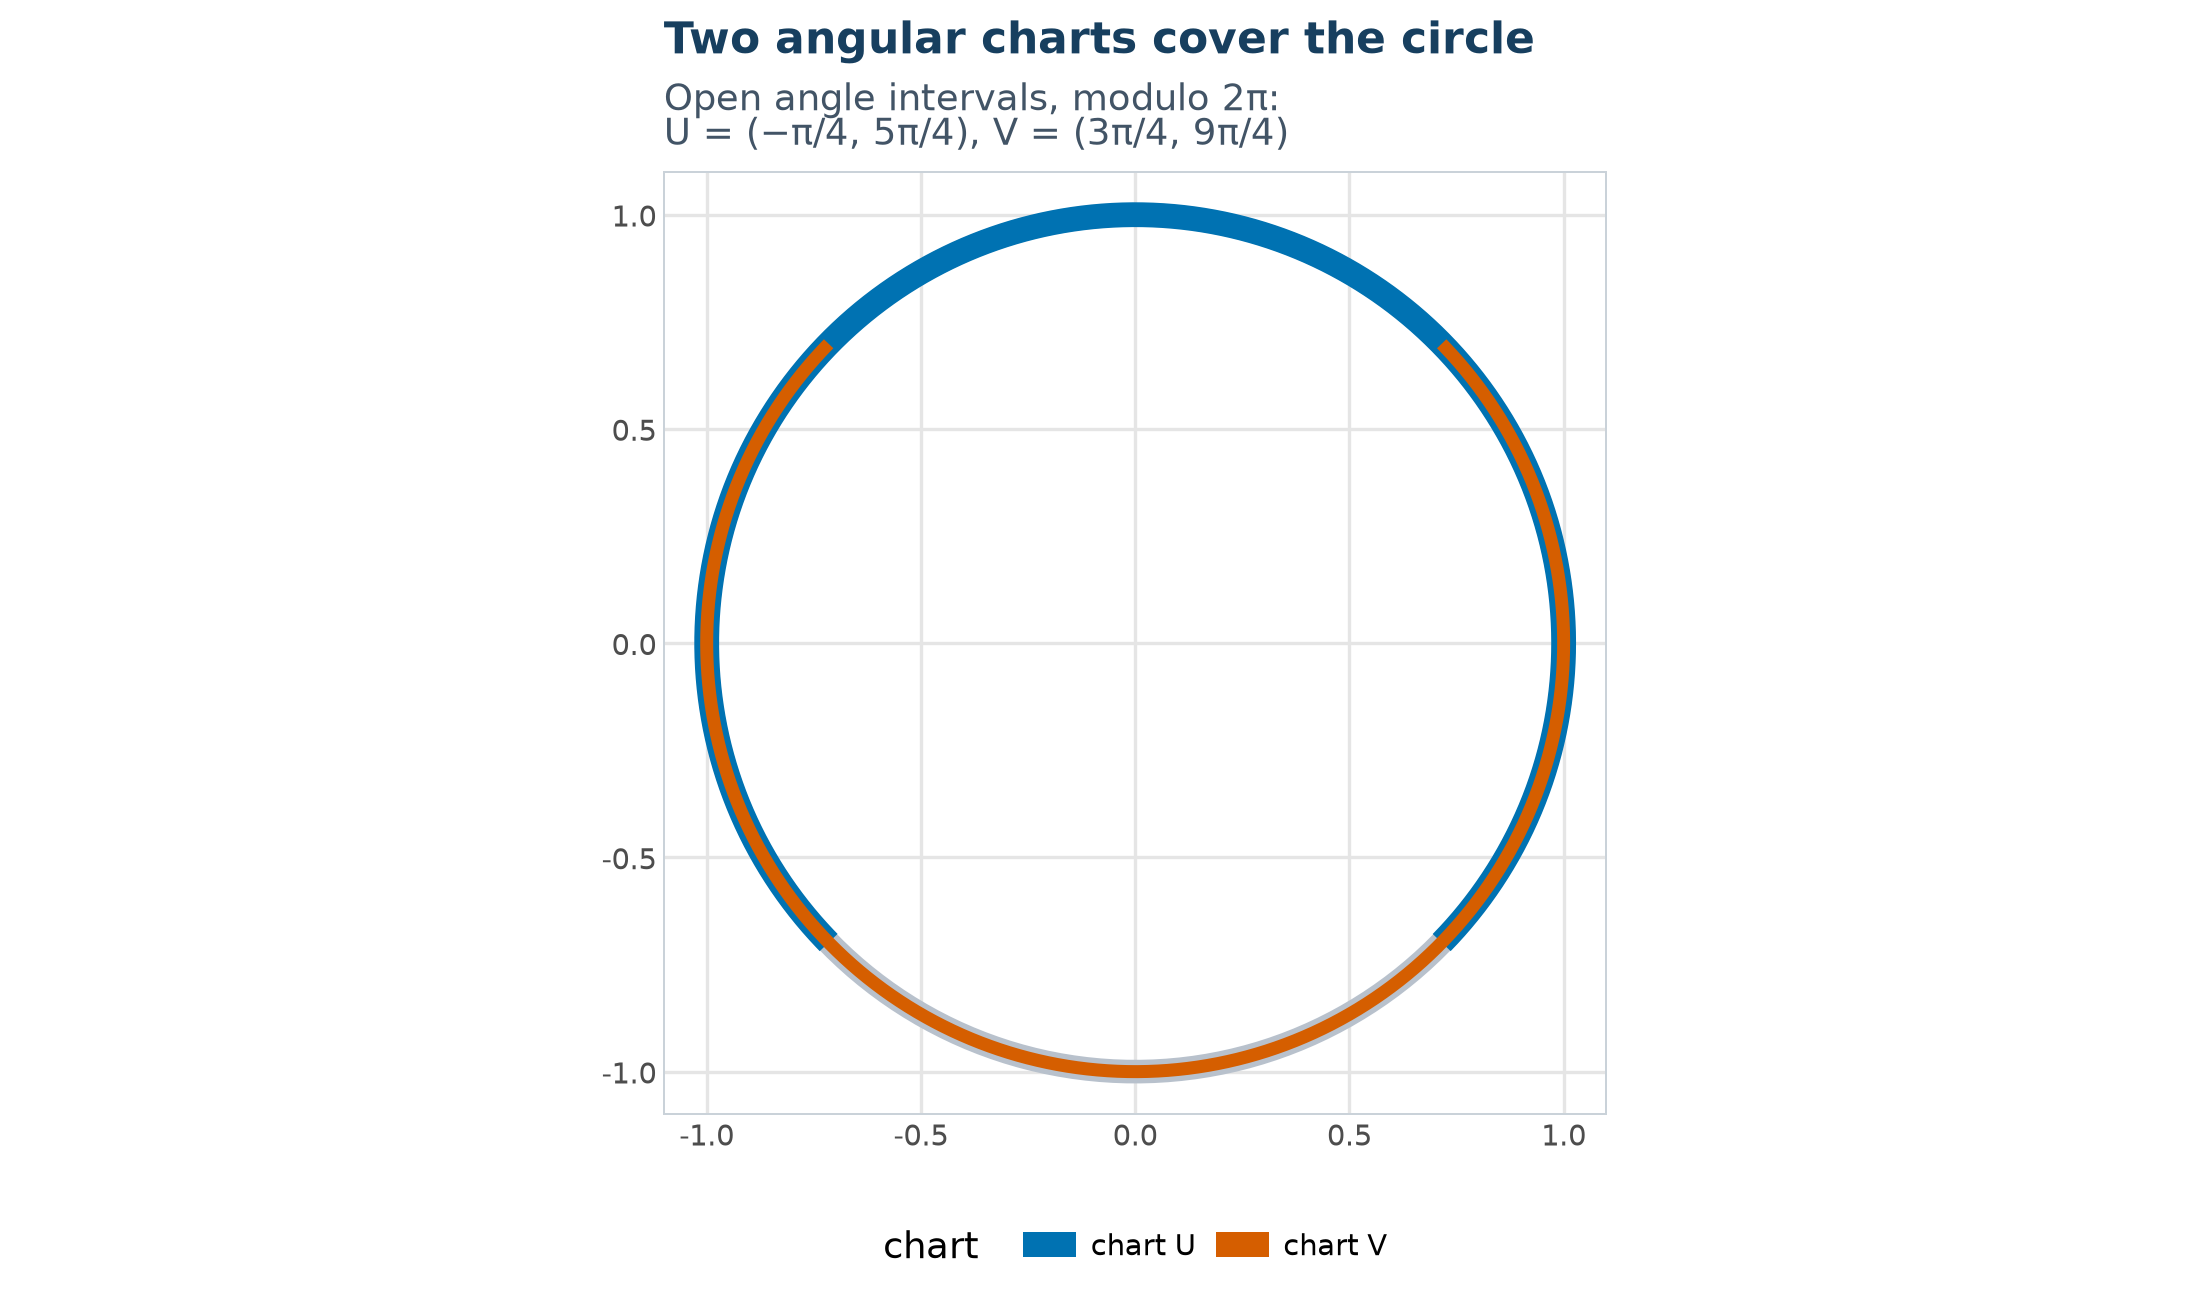 Two angular charts cover the circle
Open angle intervals, modulo 2π:
U = (−π/4, 5π/4), V = (3π/4, 9π/4)
1.0
0.5
0.0
-0.5
-1.0
-1.0 -0.5 0.0 0.5 1.0
chart chart U chart V